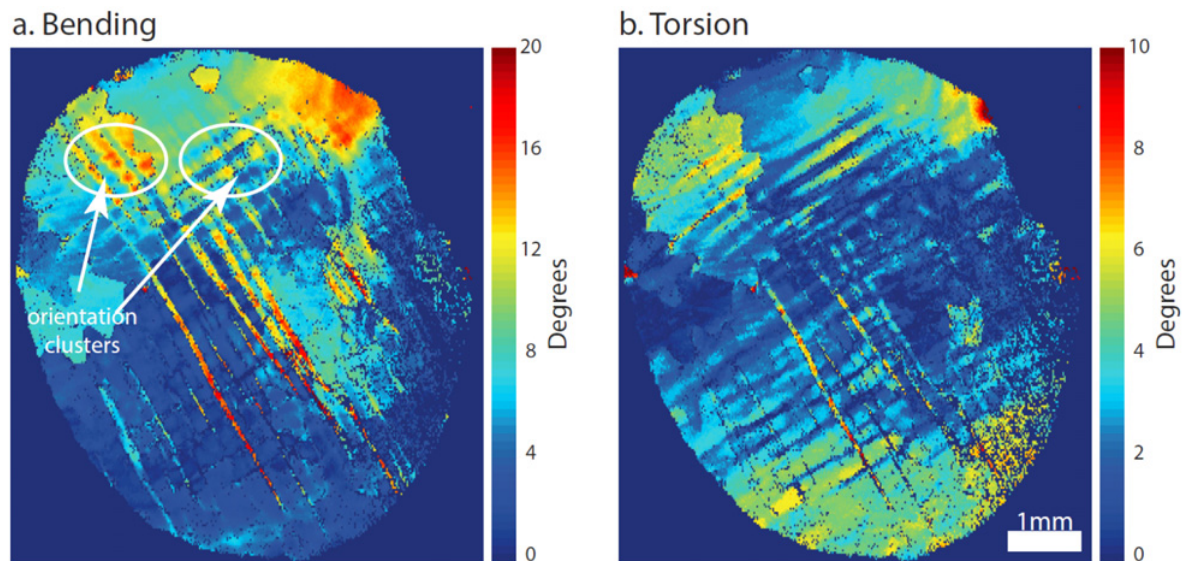 a. Bending
b. Torsion
20
16
12
8
4
0
Degrees
orientation
clusters
10
8
6
4
2
0
Degrees
1mm